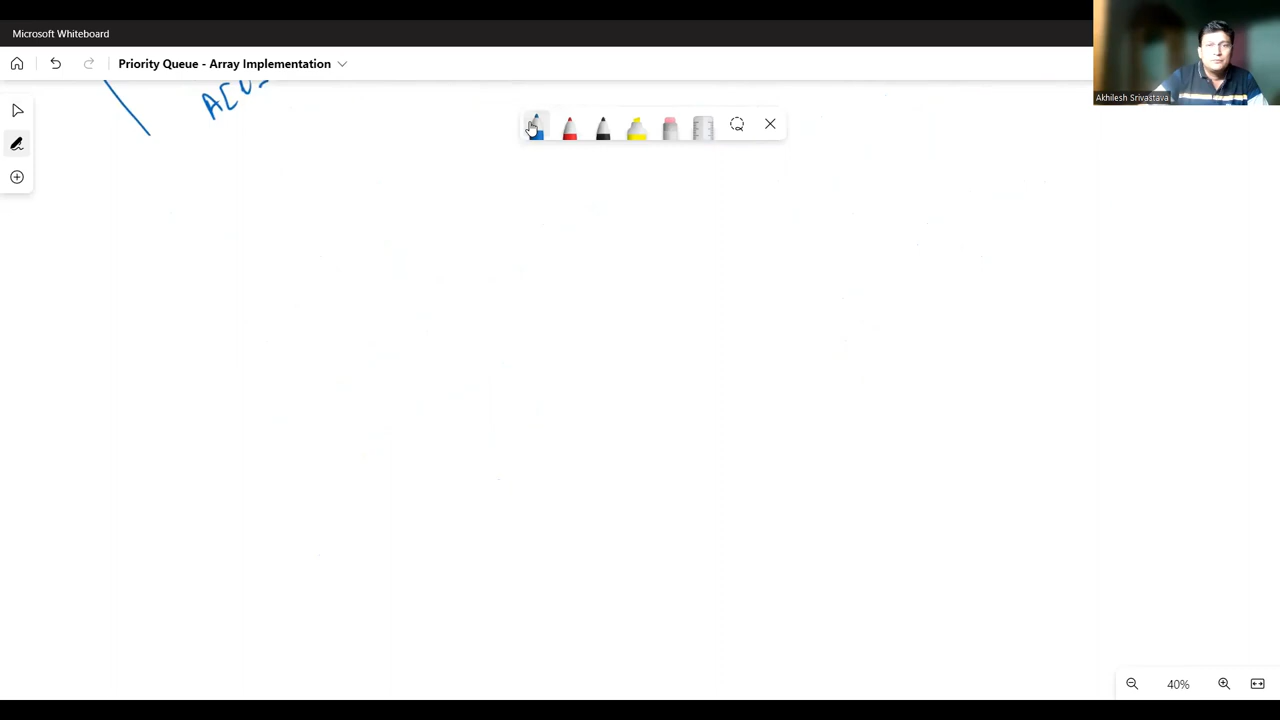 Microsoft Whiteboard
Priority Queue - Array Implementation
Akhilesh Srivastava
40%